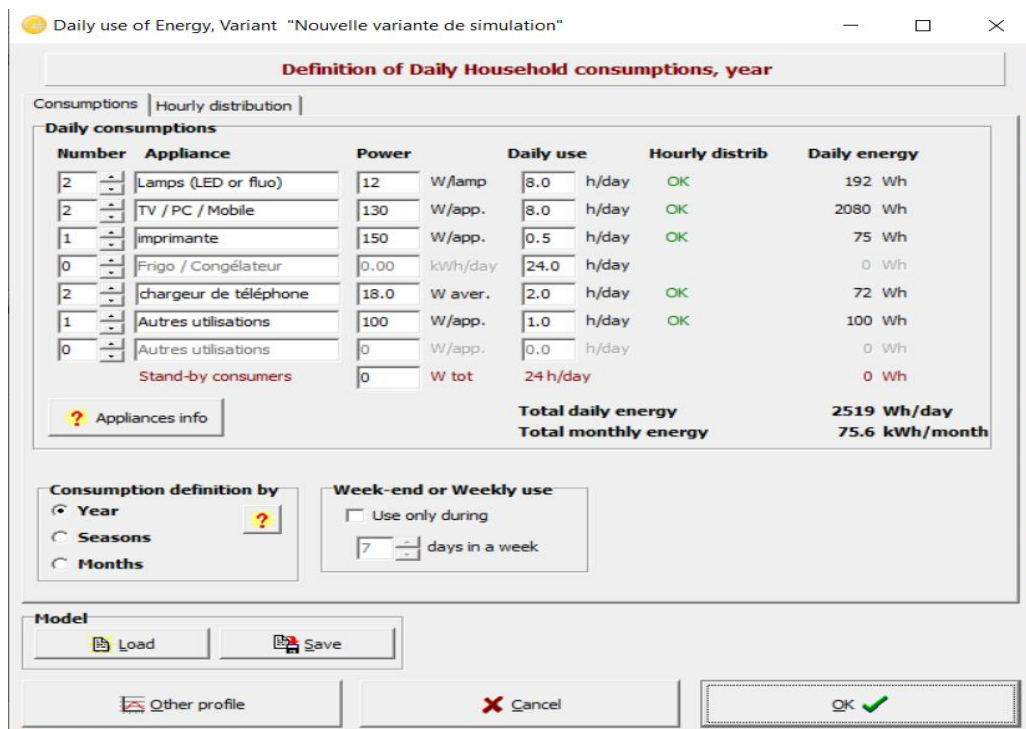 Daily use of Energy, Variant "Nouvelle variante de simulation"
Definition of Daily Household consumptions, year
Consumptions Hourly distribution
Daily consumptions
Number Appliance Power Daily use Hourly distrib Daily energy
2 Lamps (LED or fluo) 12 W/lamp 8.0 h/day OK 192 Wh
2 TV / PC / Mobile 130 W/app. 8.0 h/day OK 2080 Wh
1 imprimante 150 W/app. 0.5 h/day OK 75 Wh
0 Frigo / Congélateur 0.00 kWh/day 24.0 h/day 0 Wh
2 chargeur de téléphone 18.0 W aver. 2.0 h/day OK 72 Wh
1 Autres utilisations 100 W/app. 1.0 h/day OK 100 Wh
0 Autres utilisations 0 W/app. 0.0 h/day 0 Wh
Stand-by consumers 0 W tot 24 h/day 0 Wh
? Appliances info
Total daily energy 2519 Wh/day
Total monthly energy 75.6 kWh/month
Consumption definition by
Year
?
Seasons
Months
Week-end or Weekly use
Use only during
7 days in a week
Model
Load Save
Other profile Cancel OK